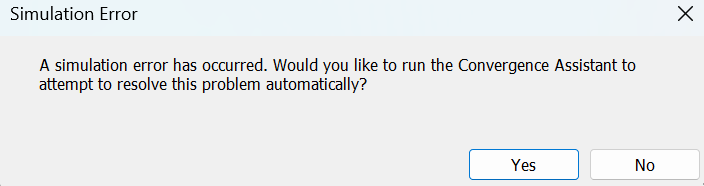 Simulation Error
A simulation error has occurred. Would you like to run the Convergence Assistant to
attempt to resolve this problem automatically?
Yes No